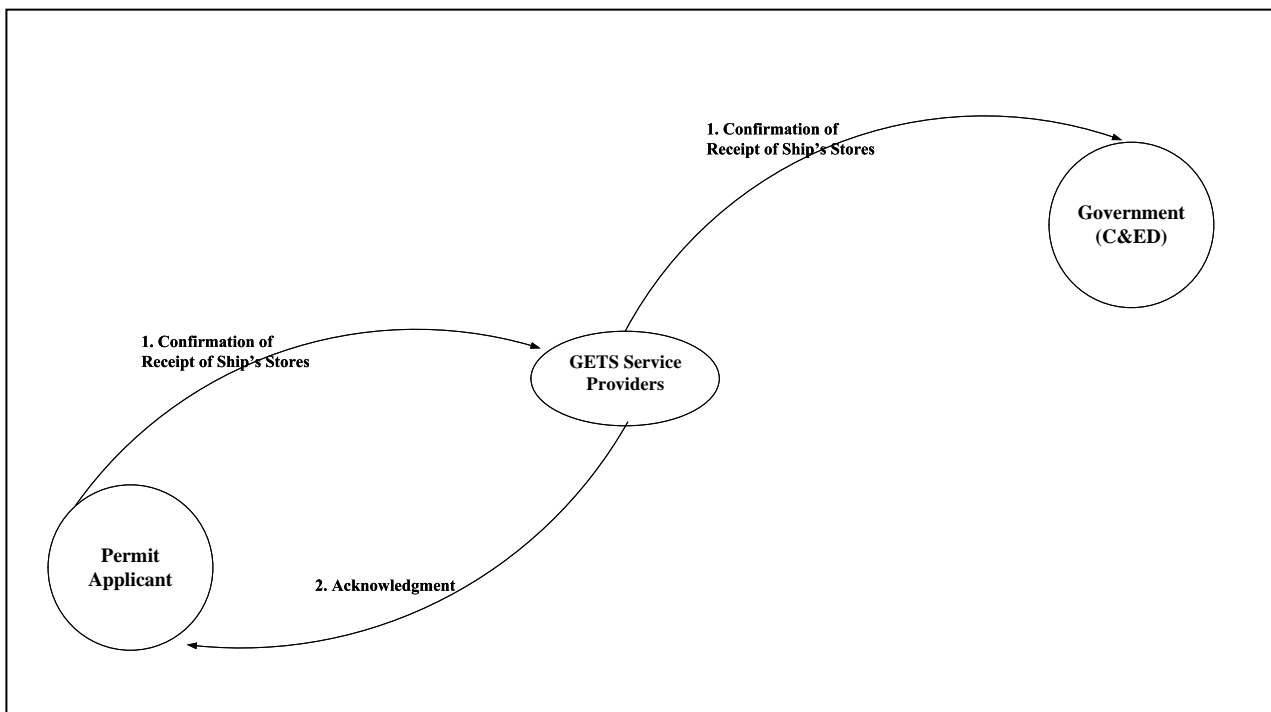 1. Confirmation of
Receipt of Ship's Stores
Government
(C&ED)
1. Confirmation of
Receipt of Ship's Stores
GETS Service
Providers
Permit
Applicant
2. Acknowledgment